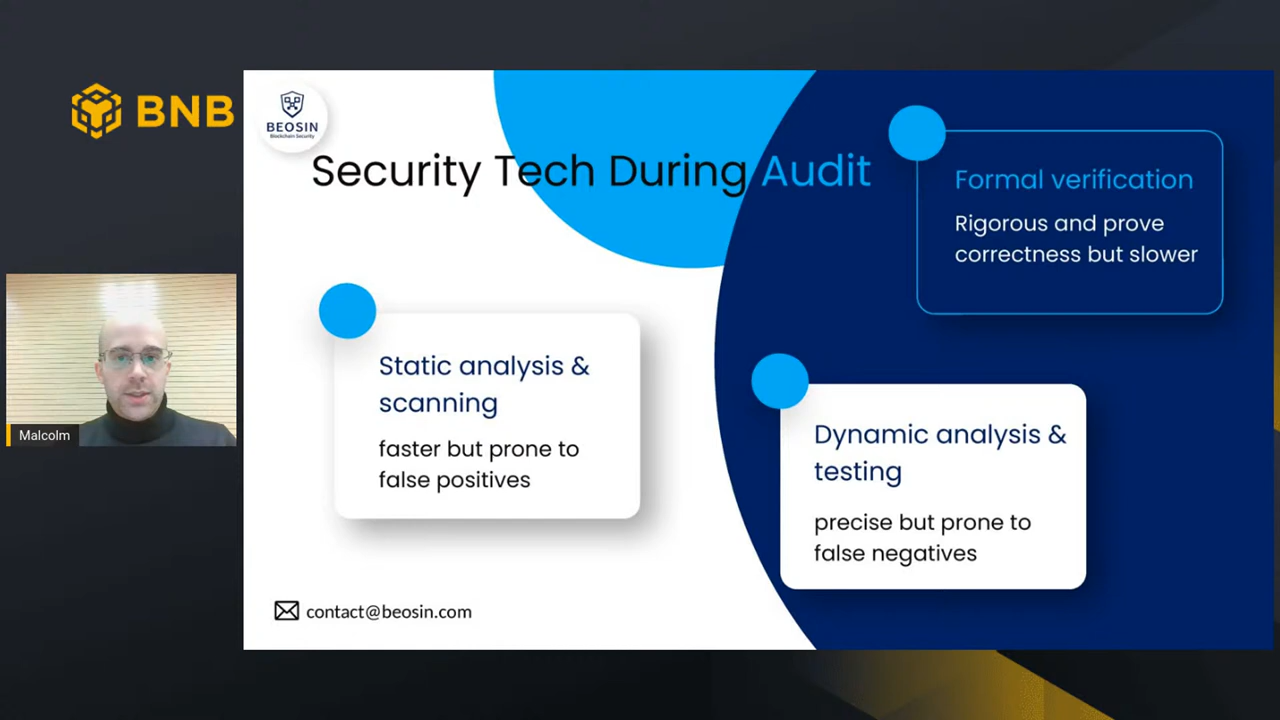 BNB
BEOSIN
Blockchain Security
Security Tech During Audit
Formal verification
Rigorous and prove
correctness but slower
Static analysis &
scanning
faster but prone to
false positives
Dynamic analysis &
testing
precise but prone to
false negatives
Malcolm
contact@beosin.com